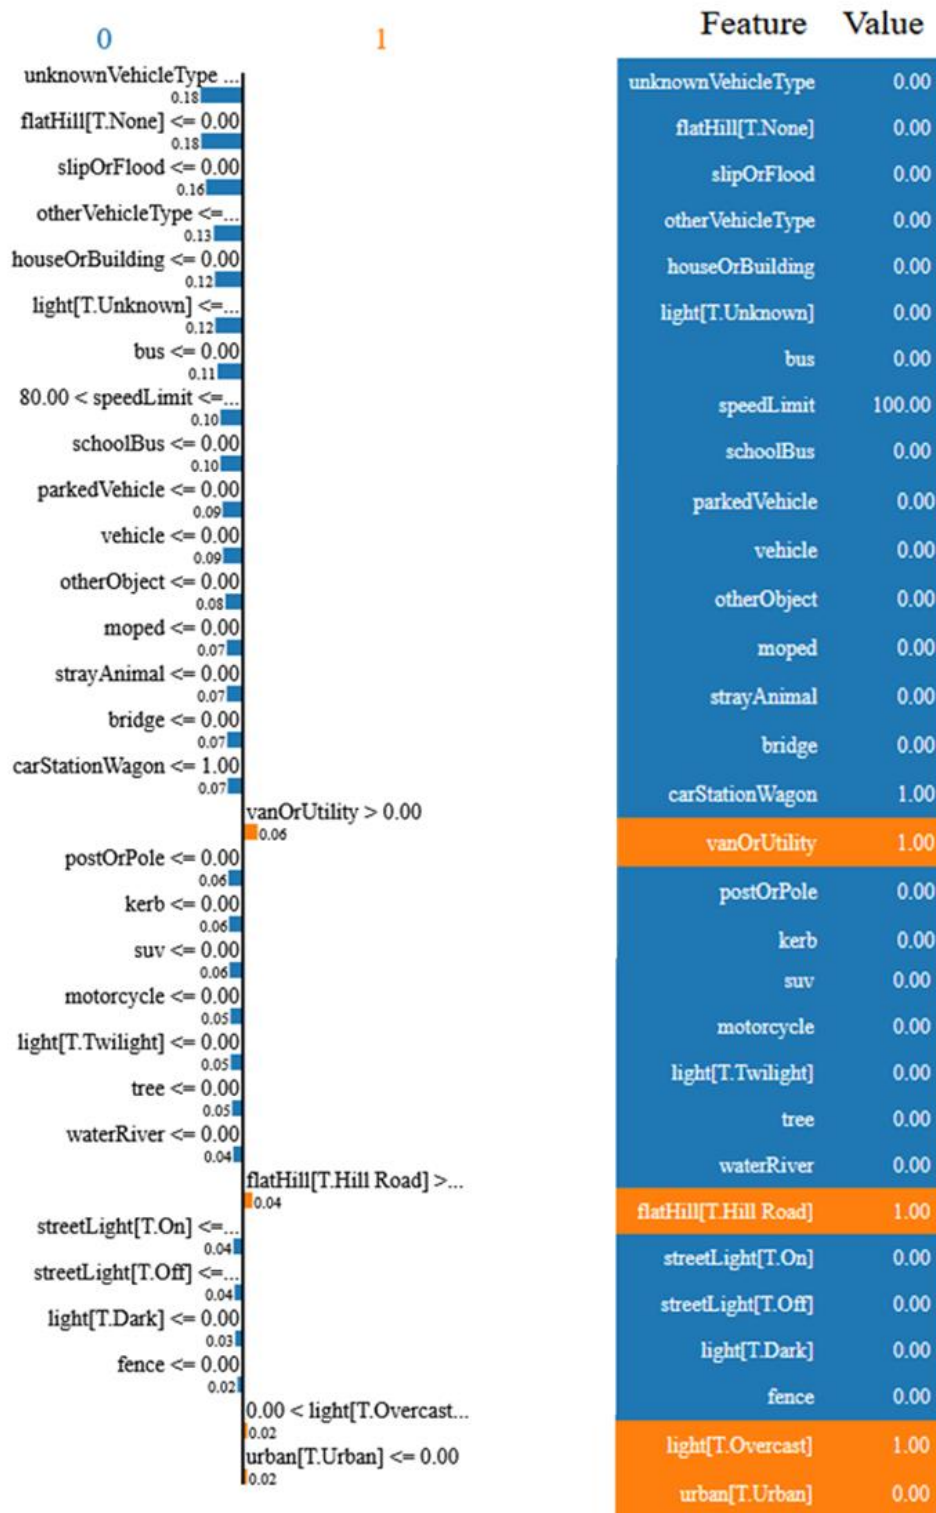 0 1
unknownVehicleType ...
0.18
flatHill[T.None] <= 0.00
0.18
slipOrFlood <= 0.00
0.16
otherVehicleType <=...
0.13
houseOrBuilding <= 0.00
0.12
light[T.Unknown] <=...
0.12
bus <= 0.00
0.11
80.00 < speedLimit <=...
0.10
schoolBus <= 0.00
0.10
parkedVehicle <= 0.00
0.09
vehicle <= 0.00
0.09
otherObject <= 0.00
0.08
moped <= 0.00
0.07
strayAnimal <= 0.00
0.07
bridge <= 0.00
0.07
carStationWagon <= 1.00
0.07
vanOrUtility > 0.00
0.06
postOrPole <= 0.00
0.06
kerb <= 0.00
0.06
suv <= 0.00
0.06
motorcycle <= 0.00
0.05
light[T.Twilight] <= 0.00
0.05
tree <= 0.00
0.05
waterRiver <= 0.00
0.04
flatHill[T.Hill Road] >...
0.04
streetLight[T.On] <=...
0.04
streetLight[T.Off] <=...
0.04
light[T.Dark] <= 0.00
0.03
fence <= 0.00
0.02
0.00 < light[T.Overcast...
0.02
urban[T.Urban] <= 0.00
0.02
Feature Value
unknownVehicleType 0.00
flatHill[T.None] 0.00
slipOrFlood 0.00
otherVehicleType 0.00
houseOrBuilding 0.00
light[T.Unknown] 0.00
bus 0.00
speedLimit 100.00
schoolBus 0.00
parkedVehicle 0.00
vehicle 0.00
otherObject 0.00
moped 0.00
strayAnimal 0.00
bridge 0.00
carStationWagon 1.00
vanOrUtility 1.00
postOrPole 0.00
kerb 0.00
suv 0.00
motorcycle 0.00
light[T.Twilight] 0.00
tree 0.00
waterRiver 0.00
flatHill[T.Hill Road] 1.00
streetLight[T.On] 0.00
streetLight[T.Off] 0.00
light[T.Dark] 0.00
fence 0.00
light[T.Overcast] 1.00
urban[T.Urban] 0.00